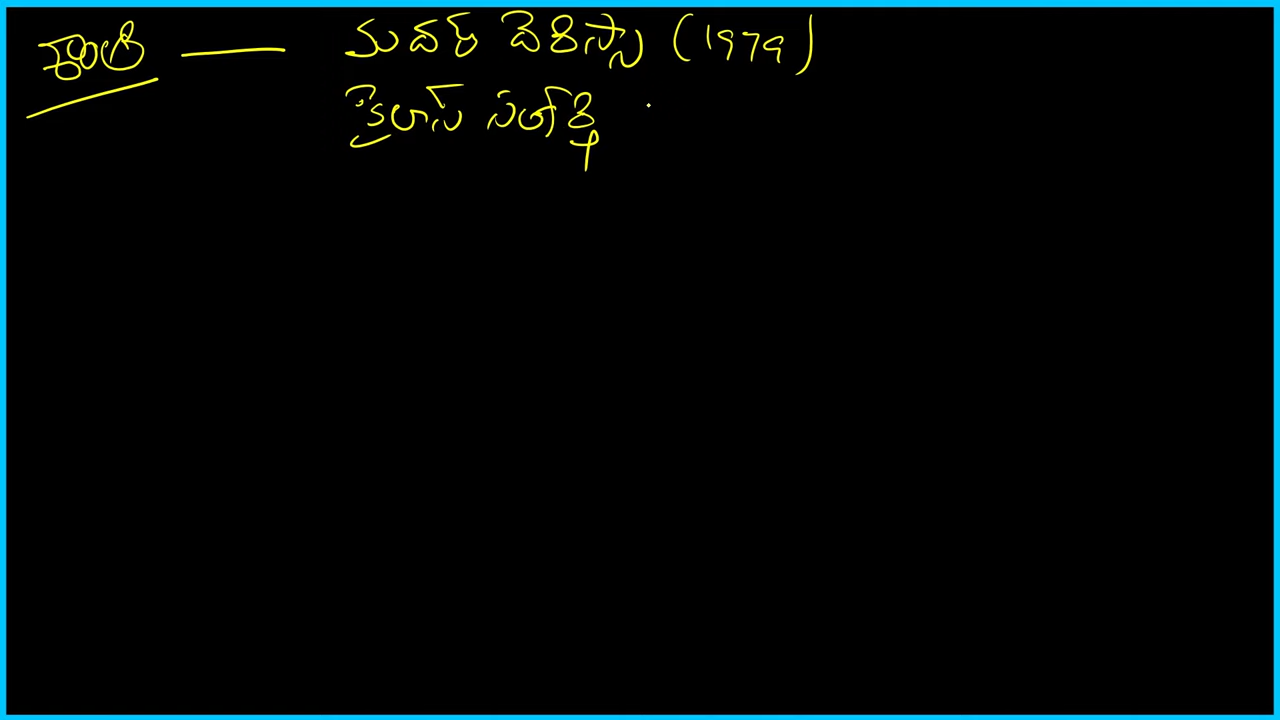 శాంతి — మదర్ థెరిస్సా (1979)
కైలాస్ సత్యార్థి